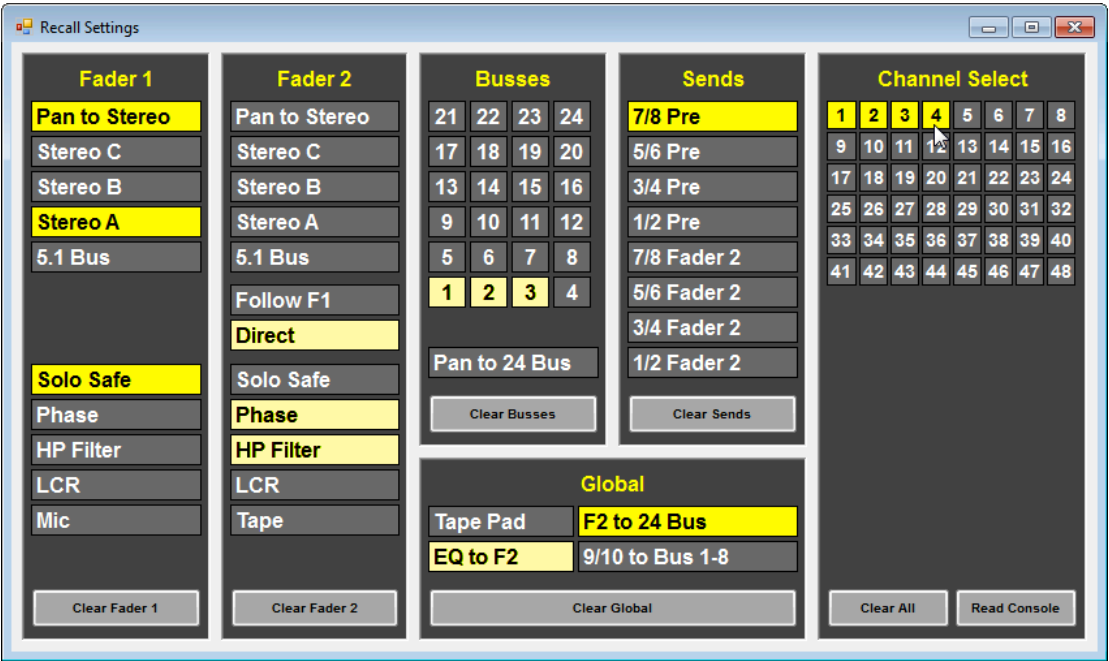 Recall Settings
Fader 1
Pan to Stereo
Stereo C
Stereo B
Stereo A
5.1 Bus
Solo Safe
Phase
HP Filter
LCR
Mic
Clear Fader 1
Fader 2
Pan to Stereo
Stereo C
Stereo B
Stereo A
5.1 Bus
Follow F1
Direct
Solo Safe
Phase
HP Filter
LCR
Tape
Clear Fader 2
Busses
21 22 23 24
17 18 19 20
13 14 15 16
9 10 11 12
5 6 7 8
1 2 3 4
Pan to 24 Bus
Clear Busses
Sends
7/8 Pre
5/6 Pre
3/4 Pre
1/2 Pre
7/8 Fader 2
5/6 Fader 2
3/4 Fader 2
1/2 Fader 2
Clear Sends
Global
Tape Pad F2 to 24 Bus
EQ to F2 9/10 to Bus 1-8
Clear Global
Channel Select
1 2 3 4 5 6 7 8
9 10 11 12 13 14 15 16
17 18 19 20 21 22 23 24
25 26 27 28 29 30 31 32
33 34 35 36 37 38 39 40
41 42 43 44 45 46 47 48
Clear All Read Console